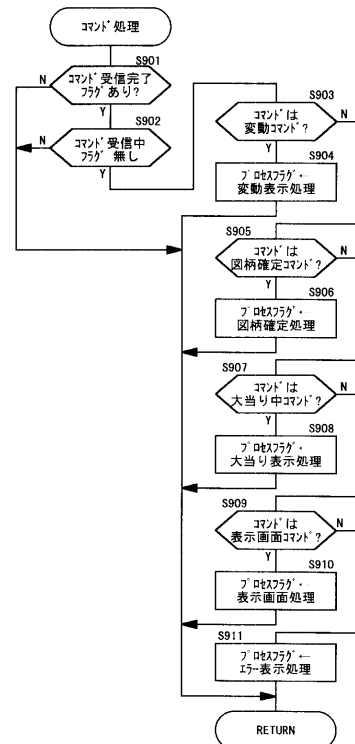 コマンド処理
S901
N
コマンド受信完了
フラグあり?
Y
S902
N
コマンド受信中
フラグ無し
Y
S903
コマンドは
変動コマンド?
N
Y
S904
プロセスフラグ←
変動表示処理
S905
コマンドは
図柄確定コマンド?
N
Y
S906
プロセスフラグ←
図柄確定処理
S907
コマンドは
大当り中コマンド?
N
Y
S908
プロセスフラグ←
大当り表示処理
S909
コマンドは
表示画面コマンド?
N
Y
S910
プロセスフラグ←
表示画面処理
S911
プロセスフラグ←
エラー表示処理
RETURN